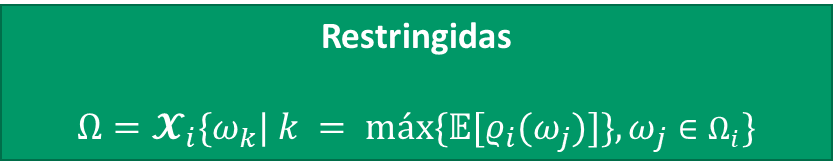 Restringidas
Ω = 𝓧ᵢ{ωₖ| k = máx{𝔼[ϱᵢ(ωⱼ)]}, ωⱼ ∈ Ωᵢ}